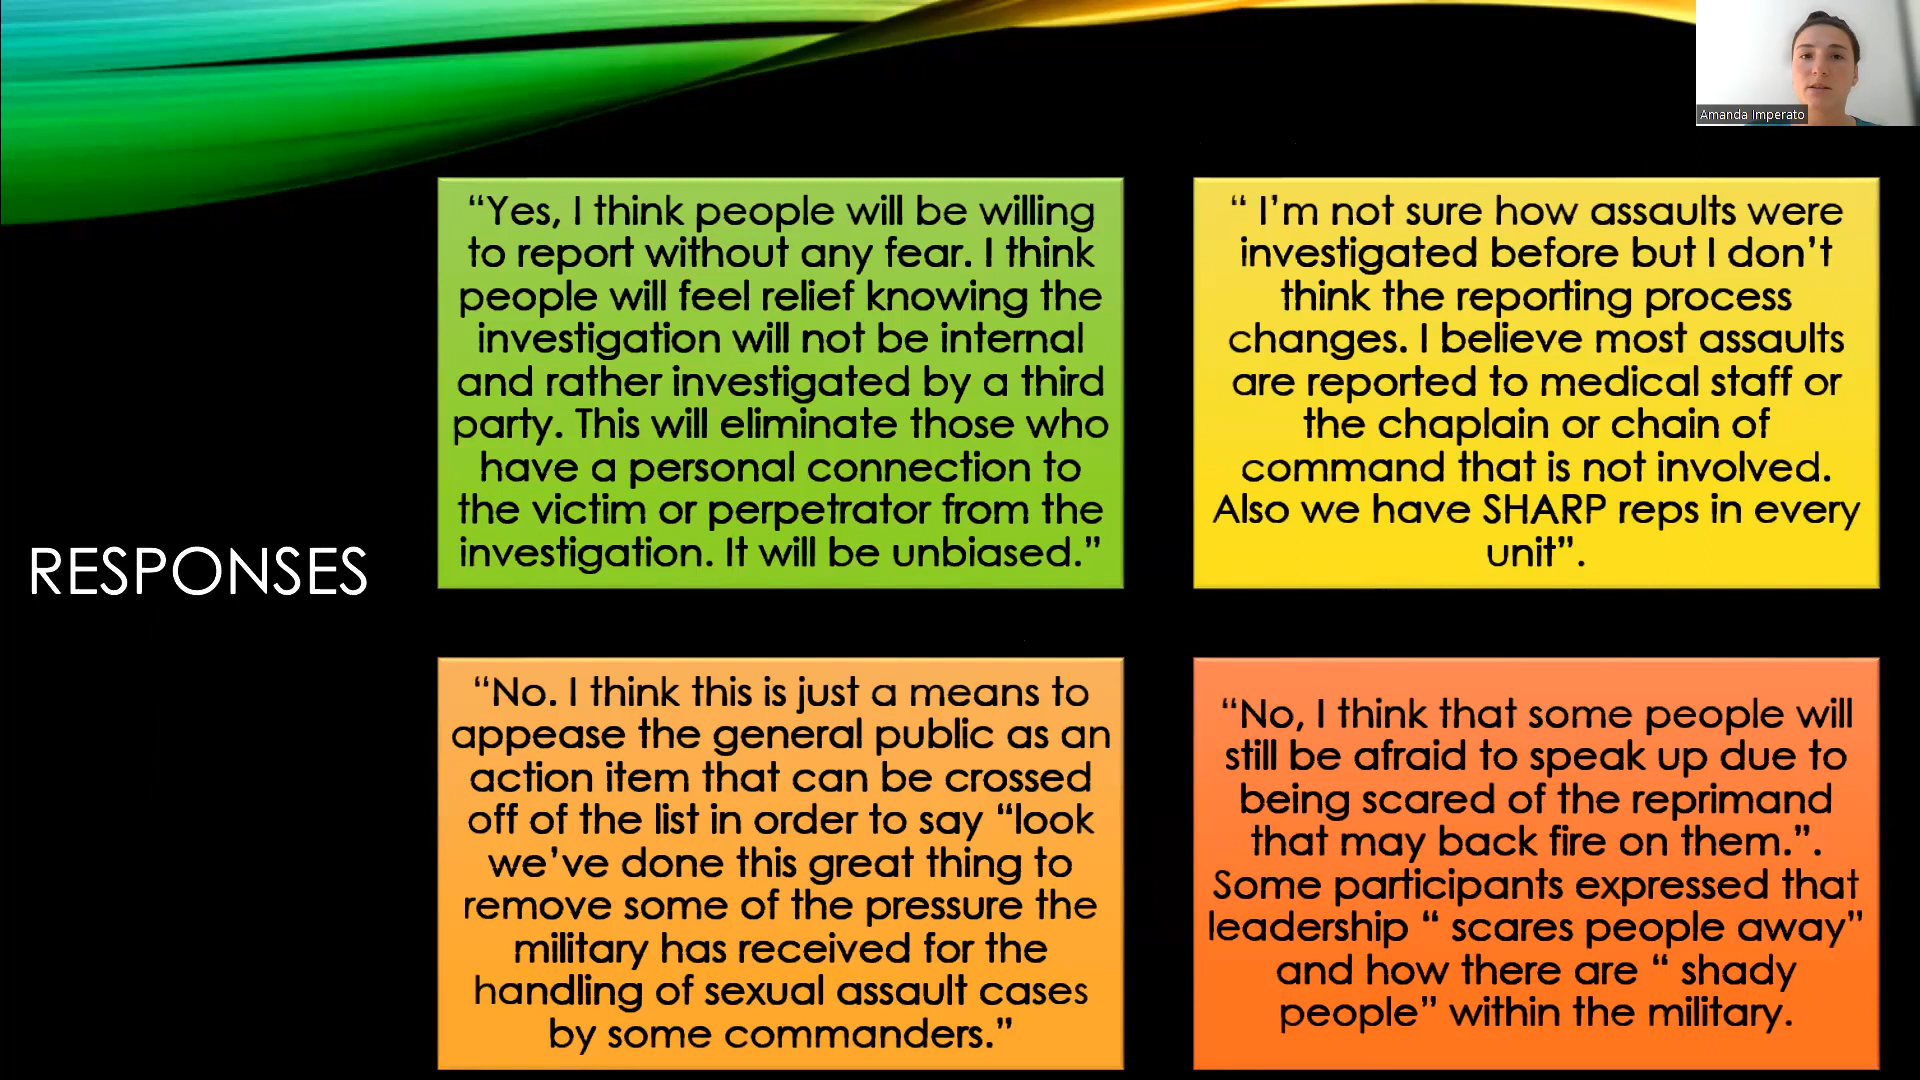 Amanda Imperato
RESPONSES
“Yes, I think people will be willing
to report without any fear. I think
people will feel relief knowing the
investigation will not be internal
and rather investigated by a third
party. This will eliminate those who
have a personal connection to
the victim or perpetrator from the
investigation. It will be unbiased.”
“ I’m not sure how assaults were
investigated before but I don’t
think the reporting process
changes. I believe most assaults
are reported to medical staff or
the chaplain or chain of
command that is not involved.
Also we have SHARP reps in every
unit”.
“No. I think this is just a means to
appease the general public as an
action item that can be crossed
off of the list in order to say “look
we’ve done this great thing to
remove some of the pressure the
military has received for the
handling of sexual assault cases
by some commanders.”
“No, I think that some people will
still be afraid to speak up due to
being scared of the reprimand
that may back fire on them.”.
Some participants expressed that
leadership “ scares people away”
and how there are “ shady
people” within the military.